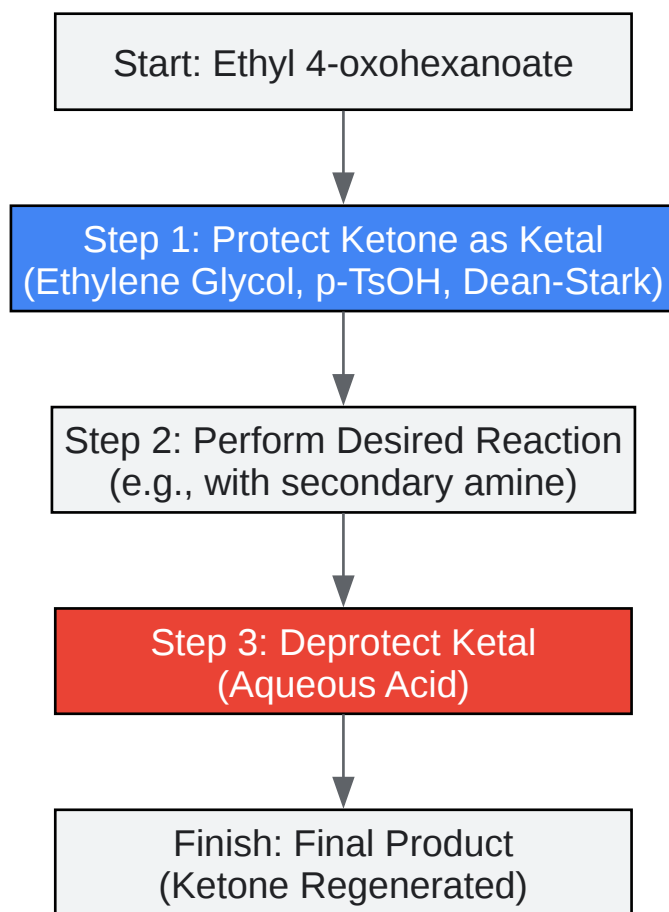 Start: Ethyl 4-oxohexanoate
Step 1: Protect Ketone as Ketal
(Ethylene Glycol, p-TsOH, Dean-Stark)
Step 2: Perform Desired Reaction
(e.g., with secondary amine)
Step 3: Deprotect Ketal
(Aqueous Acid)
Finish: Final Product
(Ketone Regenerated)